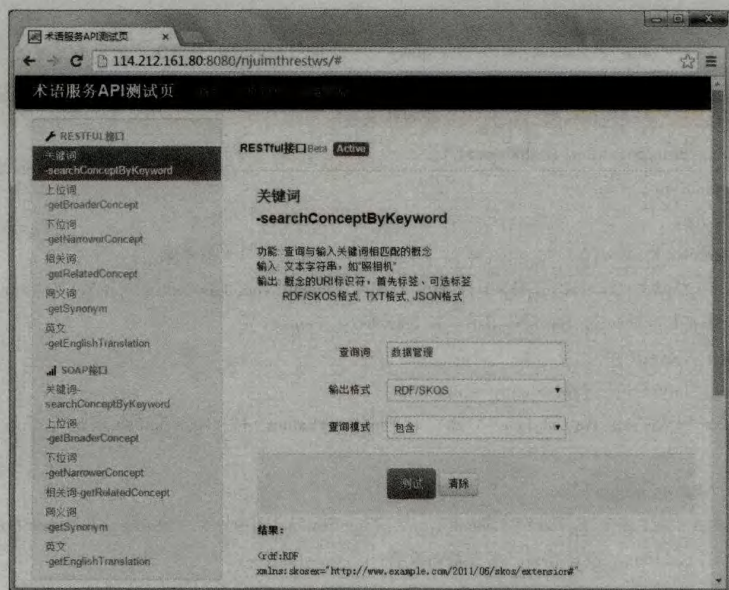 术语服务API测试页
114.212.161.80:8080/njuimthrestws/#
术语服务API测试页
RESTFUL接口
关键词
-searchConceptByKeyword
上位词
-getBroaderConcept
下位词
-getNarrowerConcept
相关词
-getRelatedConcept
同义词
-getSynonym
英文
-getEnglishTranslation
SOAP接口
关键词-
searchConceptByKeyword
上位词
-getBroaderConcept
下位词
-getNarrowerConcept
相关词-getRelatedConcept
同义词
-getSynonym
英文
-getEnglishTranslation
RESTful接口Beta Active
关键词
-searchConceptByKeyword
功能: 查询与输入关键词相匹配的概念
输入: 文本字符串，如"照相机"
输出: 概念的URI标识符，首先标签、可选标签
RDF/SKOS格式, TXT格式, JSON格式
查询词 数据管理
输出格式 RDF/SKOS
查询模式 包含
测试 清除
结果：
<rdf:RDF
xmlns:skosex="http://www.example.com/2011/06/skos/extension#"